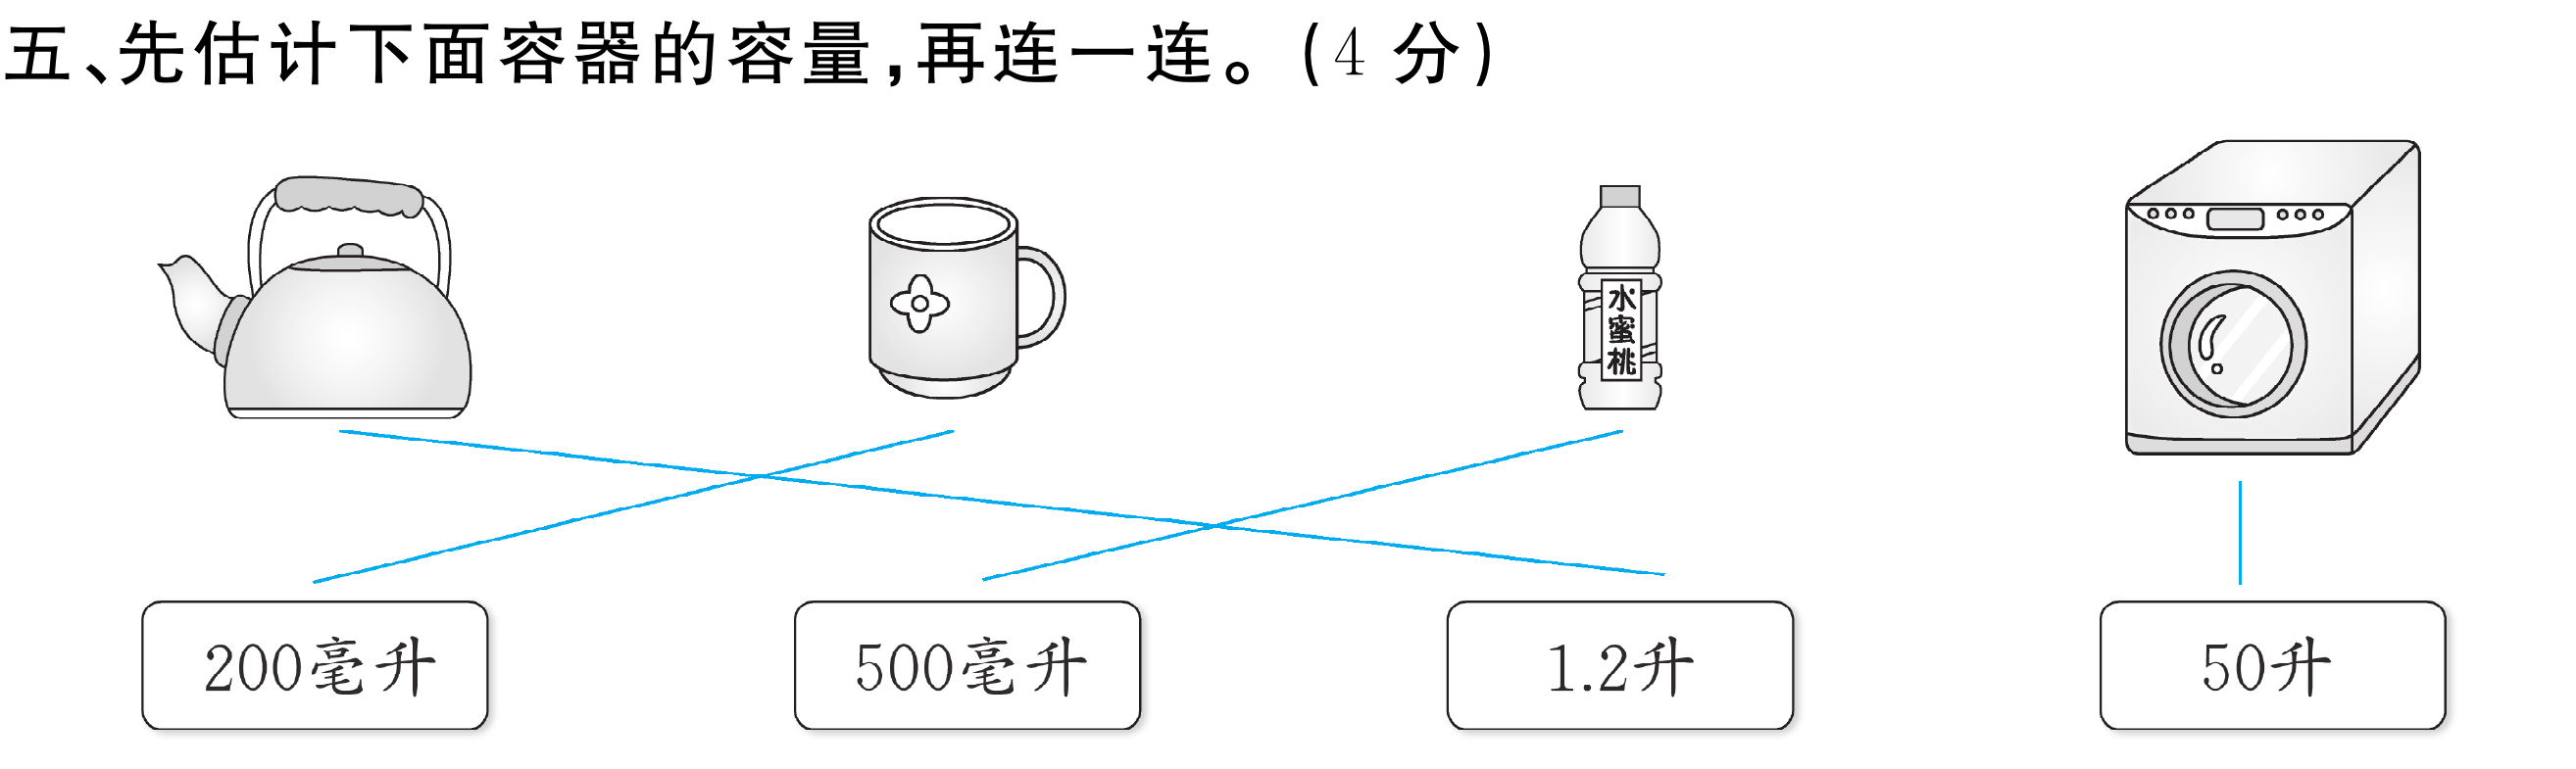 五、先估计下面容器的容量,再连一连。(4 分)
水蜜桃
200毫升
500毫升
1.2升
50升